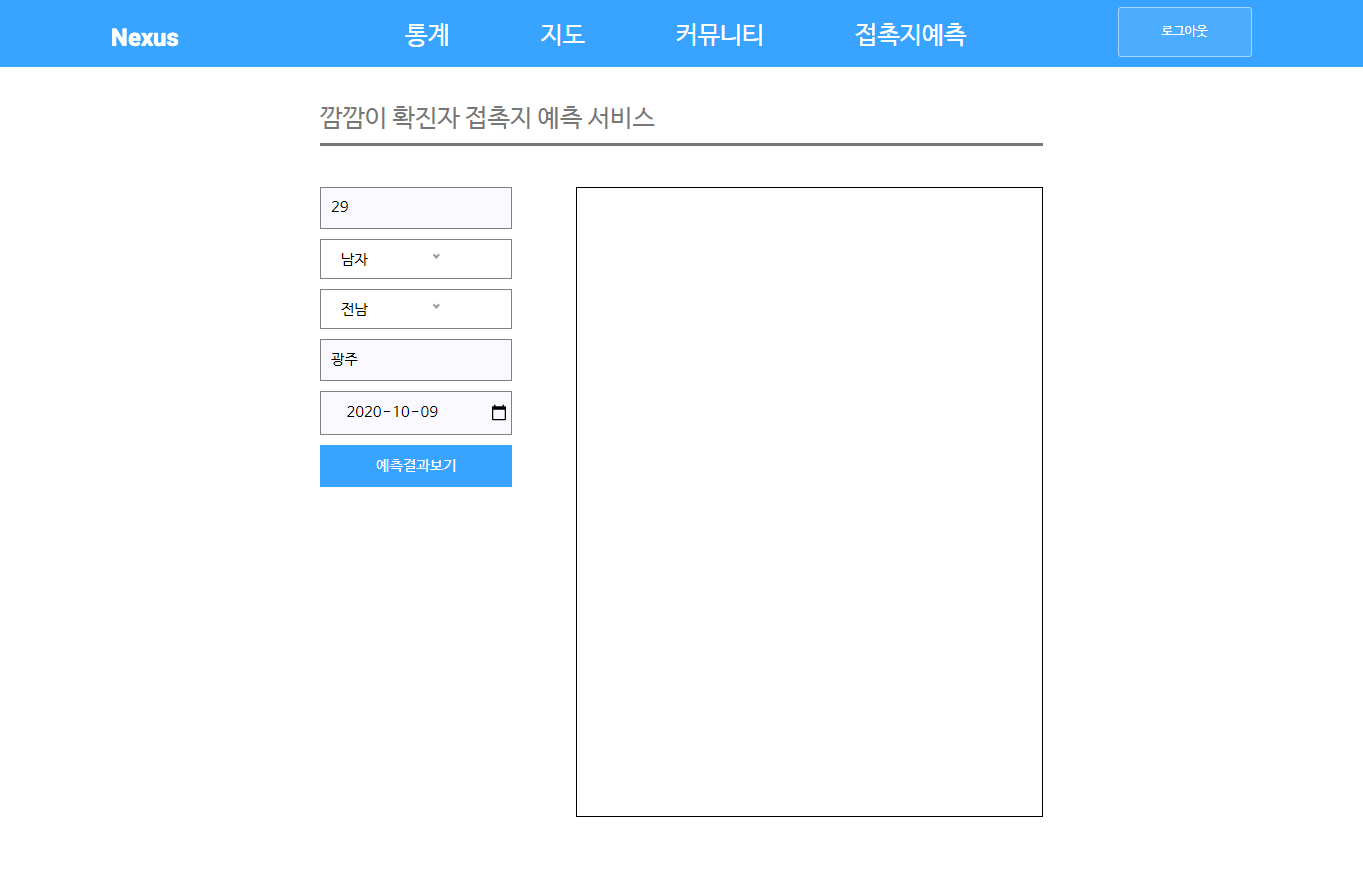 Nexus 통계 지도 커뮤니티 접촉지예측 로그아웃
깜깜이 확진자 접촉지 예측 서비스
29
남자
전남
광주
2020-10-09
예측결과보기